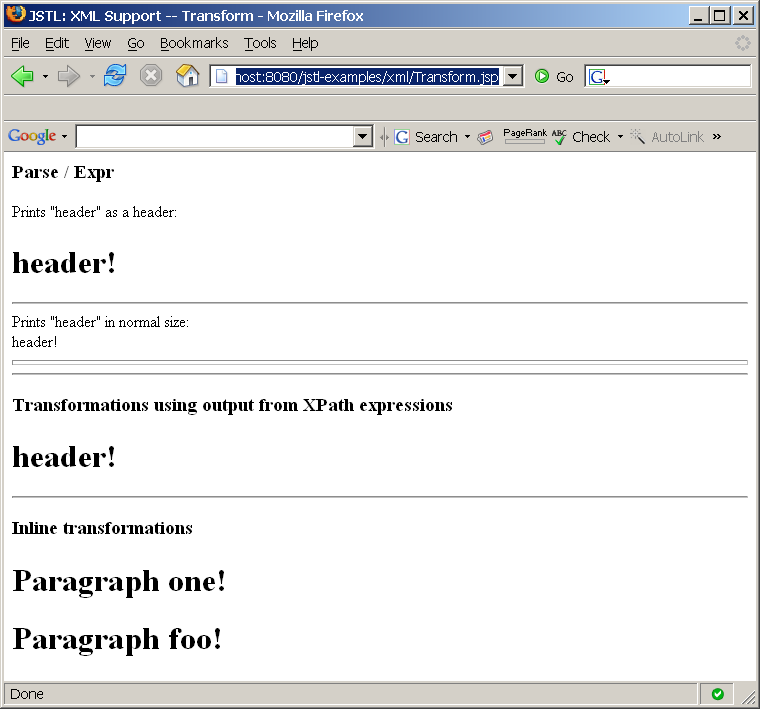 JSTL: XML Support -- Transform - Mozilla Firefox
File Edit View Go Bookmarks Tools Help
host:8080/jstl-examples/xml/Transform.jsp Go G
Google G Search PageRank ABC Check AutoLink »
Parse / Expr
Prints "header" as a header:
header!
Prints "header" in normal size:
header!
Transformations using output from XPath expressions
header!
Inline transformations
Paragraph one!
Paragraph foo!
Done